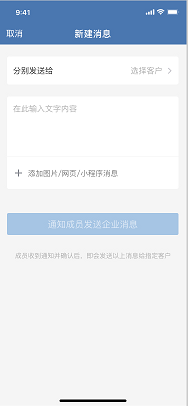 9:41
取消
新建消息
分别发送给
选择客户
在此输入文字内容
添加图片/网页/小程序消息
通知成员发送企业消息
成员收到通知并确认后，即会发送以上消息给指定客户